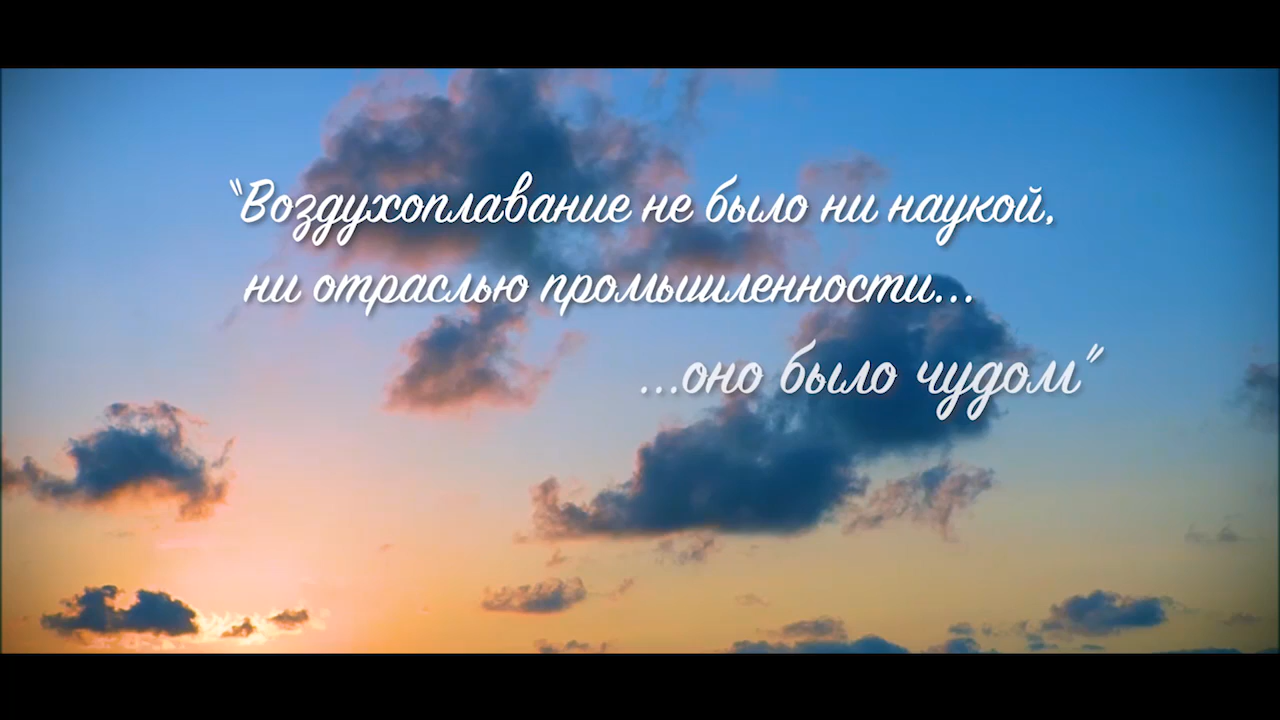 "Воздухоплавание не было ни наукой,
ни отраслью промышленности...
...оно было чудом"